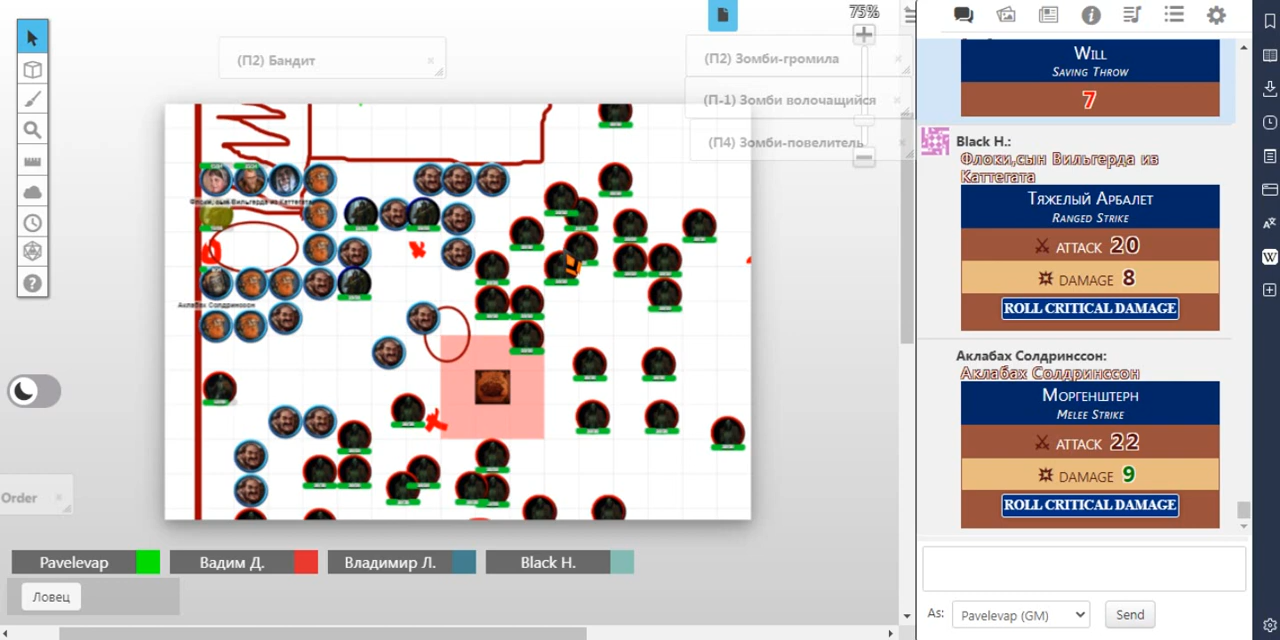 75%
(П2) Бандит
(П2) Зомби-громила
(П-1) Зомби волочащийся
(П4) Зомби-повелитель
Флоки,сын Вильгерда из Каттегата
Аклабах Солдринссон
Order
Pavelevap
Вадим Д.
Владимир Л.
Black H.
Ловец
Will
Saving Throw
7
Black H.:
Флоки,сын Вильгерда из
Каттегата
Тяжелый Арбалет
Ranged Strike
ATTACK 20
DAMAGE 8
ROLL CRITICAL DAMAGE
Аклабах Солдринссон:
Аклабах Солдринссон
Моргенштерн
Melee Strike
ATTACK 22
DAMAGE 9
ROLL CRITICAL DAMAGE
As:
Pavelevap (GM)
Send